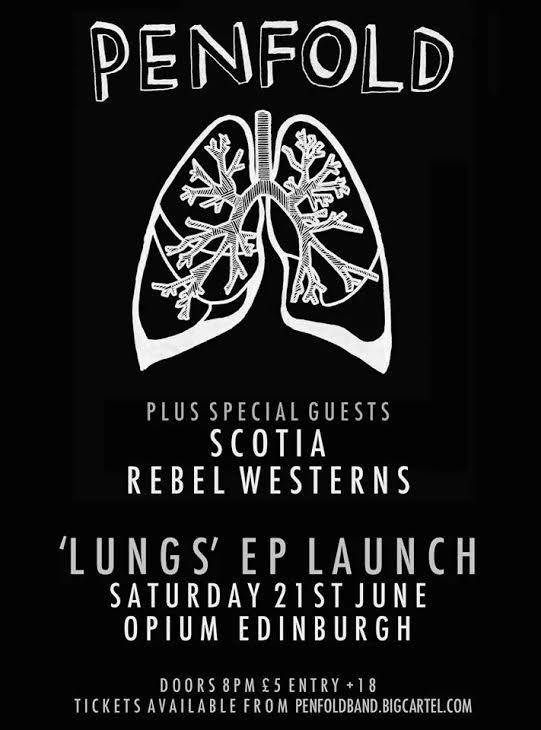 PENFOLD
PLUS SPECIAL GUESTS
SCOTIA
REBEL WESTERNS
'LUNGS' EP LAUNCH
SATURDAY 21ST JUNE
OPIUM EDINBURGH
DOORS 8PM £5 ENTRY +18
TICKETS AVAILABLE FROM PENFOLDBAND.BIGCARTEL.COM